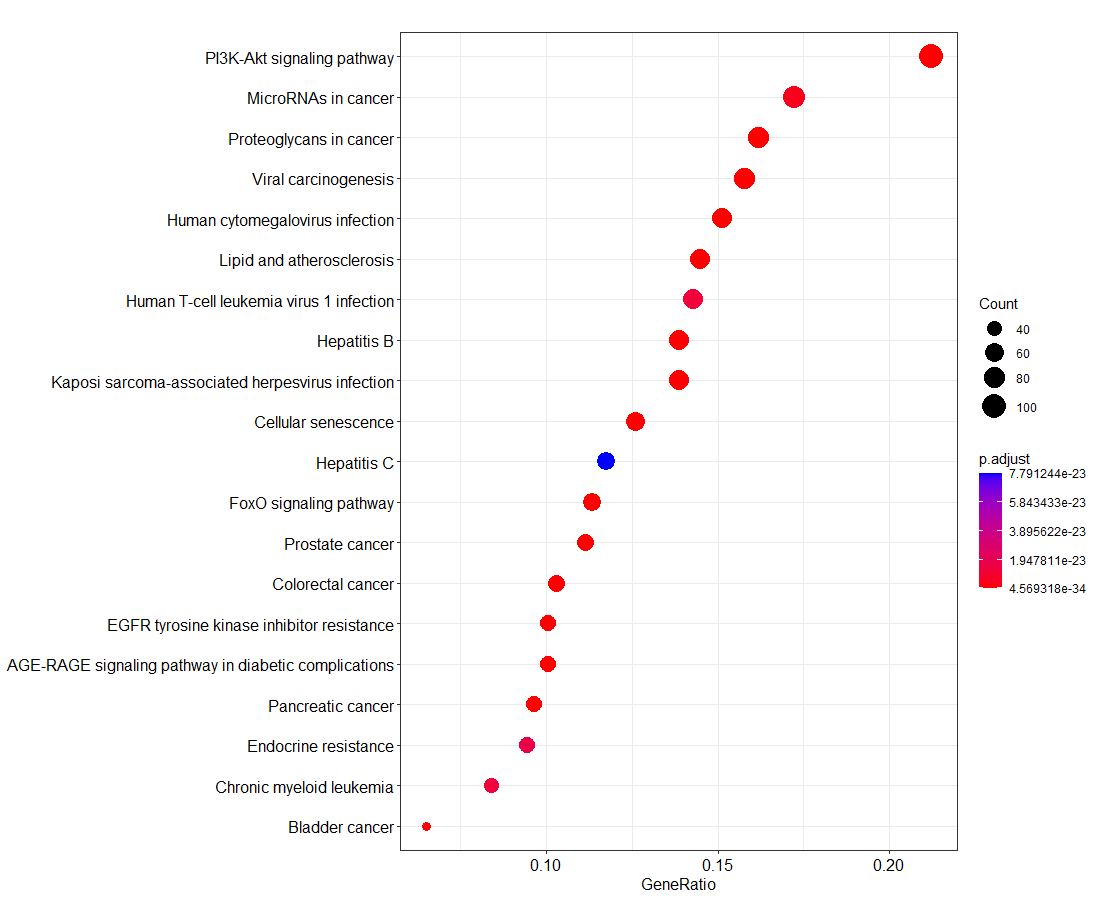 PI3K-Akt signaling pathway
MicroRNAs in cancer
Proteoglycans in cancer
Viral carcinogenesis
Human cytomegalovirus infection
Lipid and atherosclerosis
Human T-cell leukemia virus 1 infection
Hepatitis B
Kaposi sarcoma-associated herpesvirus infection
Cellular senescence
Hepatitis C
FoxO signaling pathway
Prostate cancer
Colorectal cancer
EGFR tyrosine kinase inhibitor resistance
AGE-RAGE signaling pathway in diabetic complications
Pancreatic cancer
Endocrine resistance
Chronic myeloid leukemia
Bladder cancer
0.10 0.15 0.20
GeneRatio
Count
40
60
80
100
p.adjust
7.791244e-23
5.843433e-23
3.895622e-23
1.947811e-23
4.569318e-34